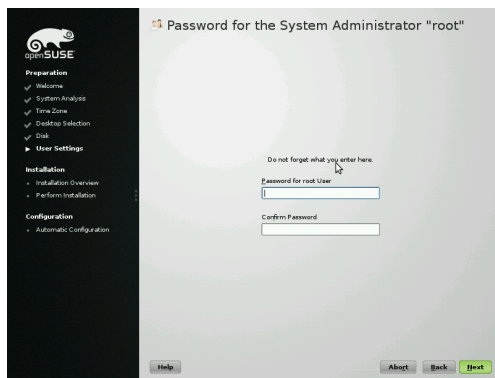 Password for the System Administrator "root"
openSUSE
Preparation
Welcome
System Analysis
Time Zone
Desktop Selection
Disk
User Settings
Installation
Installation Overview
Perform Installation
Configuration
Automatic Configuration
Do not forget what you enter here.
Password for root User
Confirm Password
Help
Abort
Back
Next